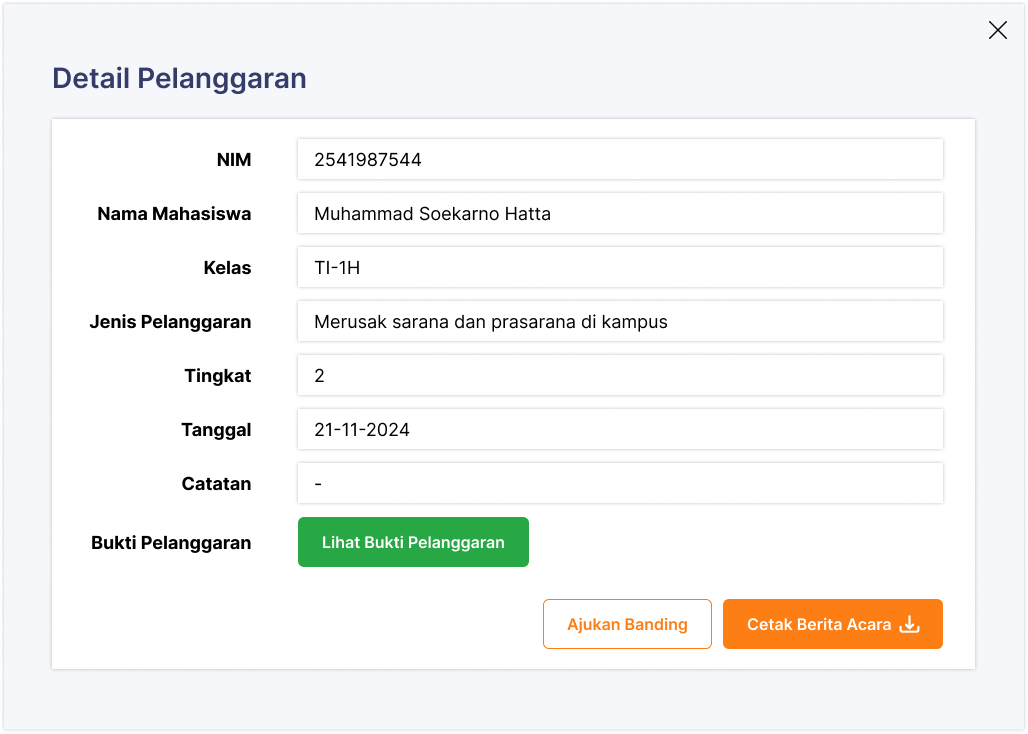 Detail Pelanggaran
NIM 2541987544
Nama Mahasiswa Muhammad Soekarno Hatta
Kelas TI-1H
Jenis Pelanggaran Merusak sarana dan prasarana di kampus
Tingkat 2
Tanggal 21-11-2024
Catatan -
Bukti Pelanggaran Lihat Bukti Pelanggaran
Ajukan Banding Cetak Berita Acara